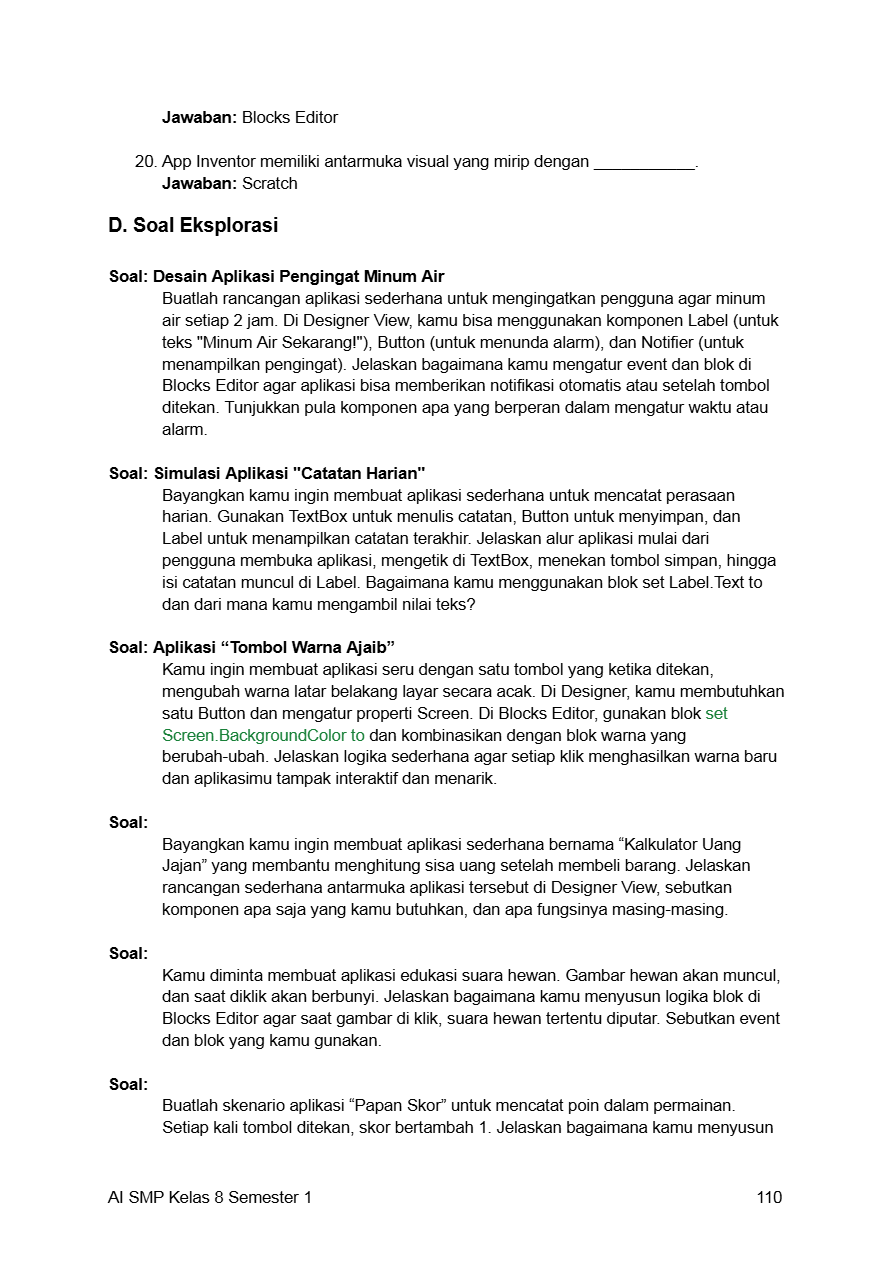 Jawaban: Blocks Editor
20. App Inventor memiliki antarmuka visual yang mirip dengan ____________.
Jawaban: Scratch
D. Soal Eksplorasi
Soal: Desain Aplikasi Pengingat Minum Air
Buatlah rancangan aplikasi sederhana untuk mengingatkan pengguna agar minum
air setiap 2 jam. Di Designer View, kamu bisa menggunakan komponen Label (untuk
teks "Minum Air Sekarang!"), Button (untuk menunda alarm), dan Notifier (untuk
menampilkan pengingat). Jelaskan bagaimana kamu mengatur event dan blok di
Blocks Editor agar aplikasi bisa memberikan notifikasi otomatis atau setelah tombol
ditekan. Tunjukkan pula komponen apa yang berperan dalam mengatur waktu atau
alarm.
Soal: Simulasi Aplikasi "Catatan Harian"
Bayangkan kamu ingin membuat aplikasi sederhana untuk mencatat perasaan
harian. Gunakan TextBox untuk menulis catatan, Button untuk menyimpan, dan
Label untuk menampilkan catatan terakhir. Jelaskan alur aplikasi mulai dari
pengguna membuka aplikasi, mengetik di TextBox, menekan tombol simpan, hingga
isi catatan muncul di Label. Bagaimana kamu menggunakan blok set Label.Text to
dan dari mana kamu mengambil nilai teks?
Soal: Aplikasi “Tombol Warna Ajaib”
Kamu ingin membuat aplikasi seru dengan satu tombol yang ketika ditekan,
mengubah warna latar belakang layar secara acak. Di Designer, kamu membutuhkan
satu Button dan mengatur properti Screen. Di Blocks Editor, gunakan blok set
Screen.BackgroundColor to dan kombinasikan dengan blok warna yang
berubah-ubah. Jelaskan logika sederhana agar setiap klik menghasilkan warna baru
dan aplikasimu tampak interaktif dan menarik.
Soal:
Bayangkan kamu ingin membuat aplikasi sederhana bernama “Kalkulator Uang
Jajan” yang membantu menghitung sisa uang setelah membeli barang. Jelaskan
rancangan sederhana antarmuka aplikasi tersebut di Designer View, sebutkan
komponen apa saja yang kamu butuhkan, dan apa fungsinya masing-masing.
Soal:
Kamu diminta membuat aplikasi edukasi suara hewan. Gambar hewan akan muncul,
dan saat diklik akan berbunyi. Jelaskan bagaimana kamu menyusun logika blok di
Blocks Editor agar saat gambar di klik, suara hewan tertentu diputar. Sebutkan event
dan blok yang kamu gunakan.
Soal:
Buatlah skenario aplikasi “Papan Skor” untuk mencatat poin dalam permainan.
Setiap kali tombol ditekan, skor bertambah 1. Jelaskan bagaimana kamu menyusun
AI SMP Kelas 8 Semester 1 110